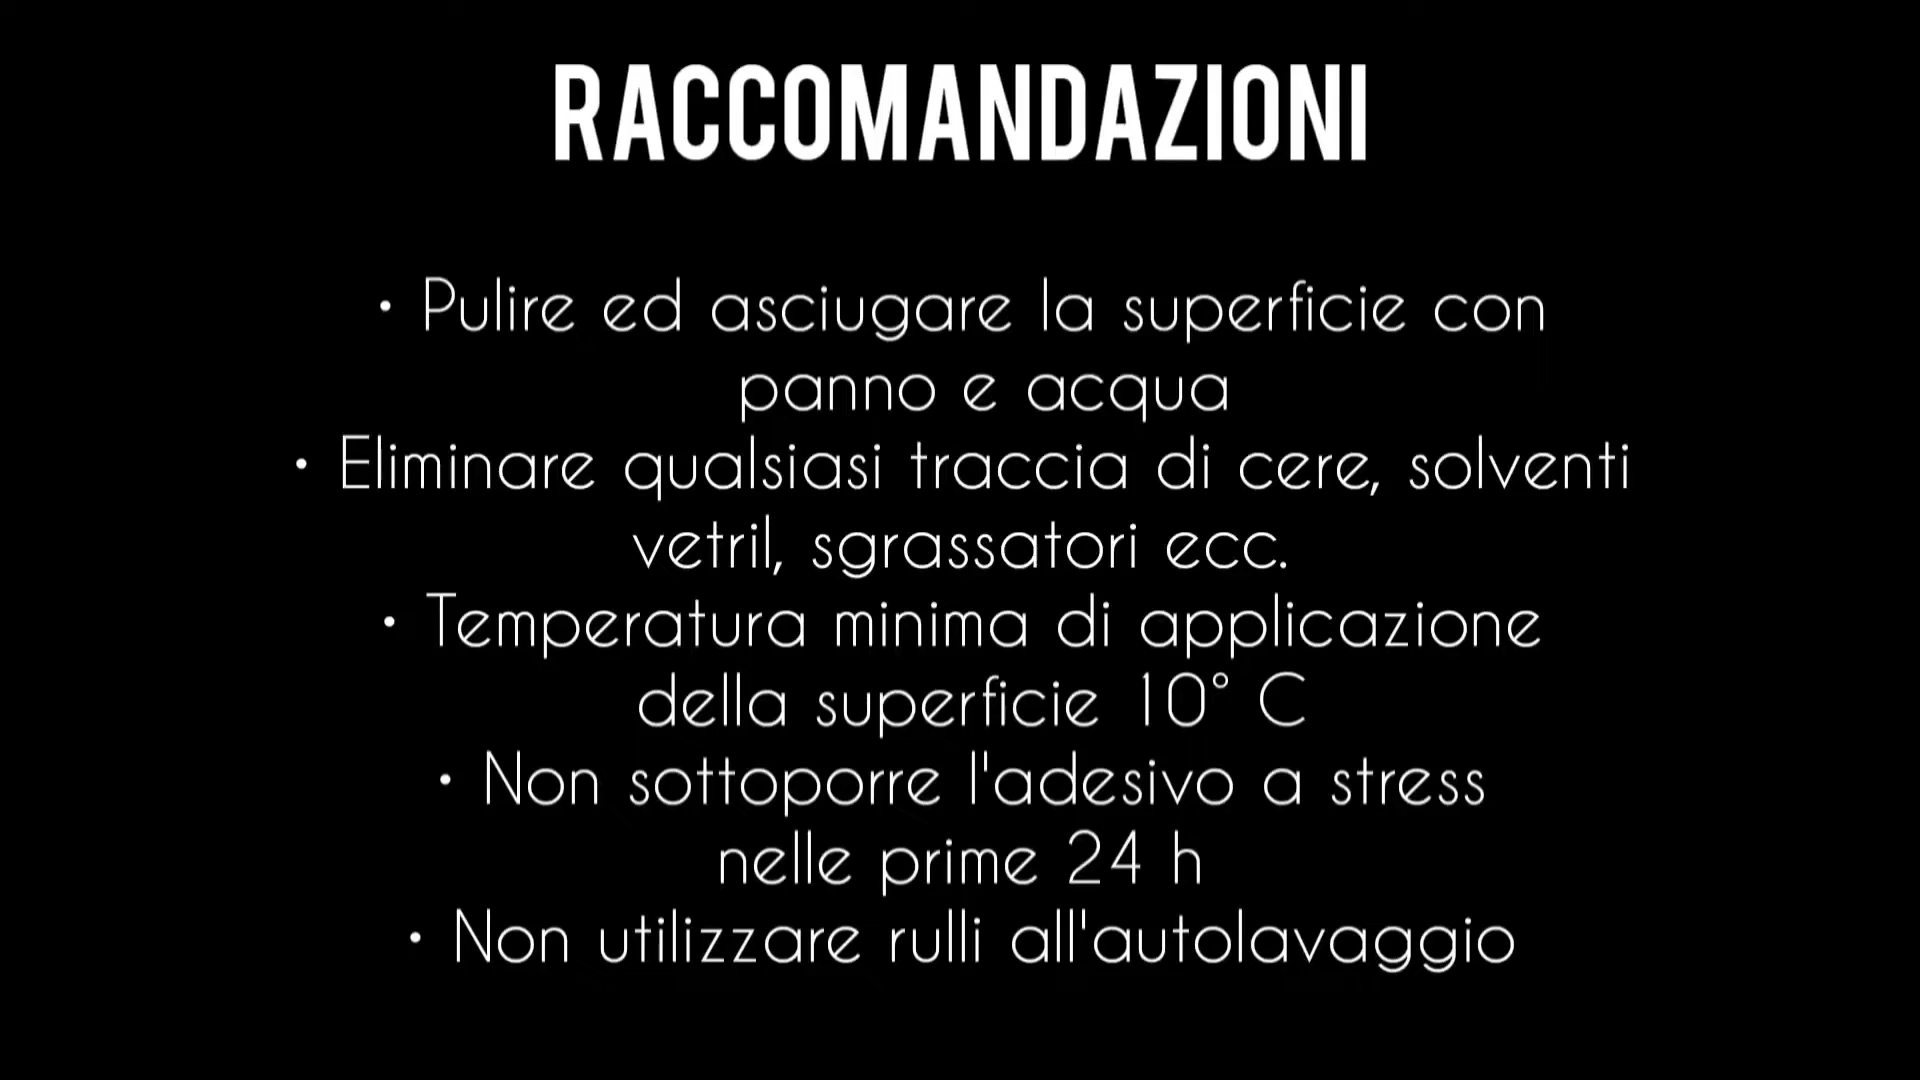 RACCOMANDAZIONI
• Pulire ed asciugare la superficie con
panno e acqua
• Eliminare qualsiasi traccia di cere, solventi
vetril, sgrassatori ecc.
• Temperatura minima di applicazione
della superficie 10° C
• Non sottoporre l'adesivo a stress
nelle prime 24 h
• Non utilizzare rulli all'autolavaggio